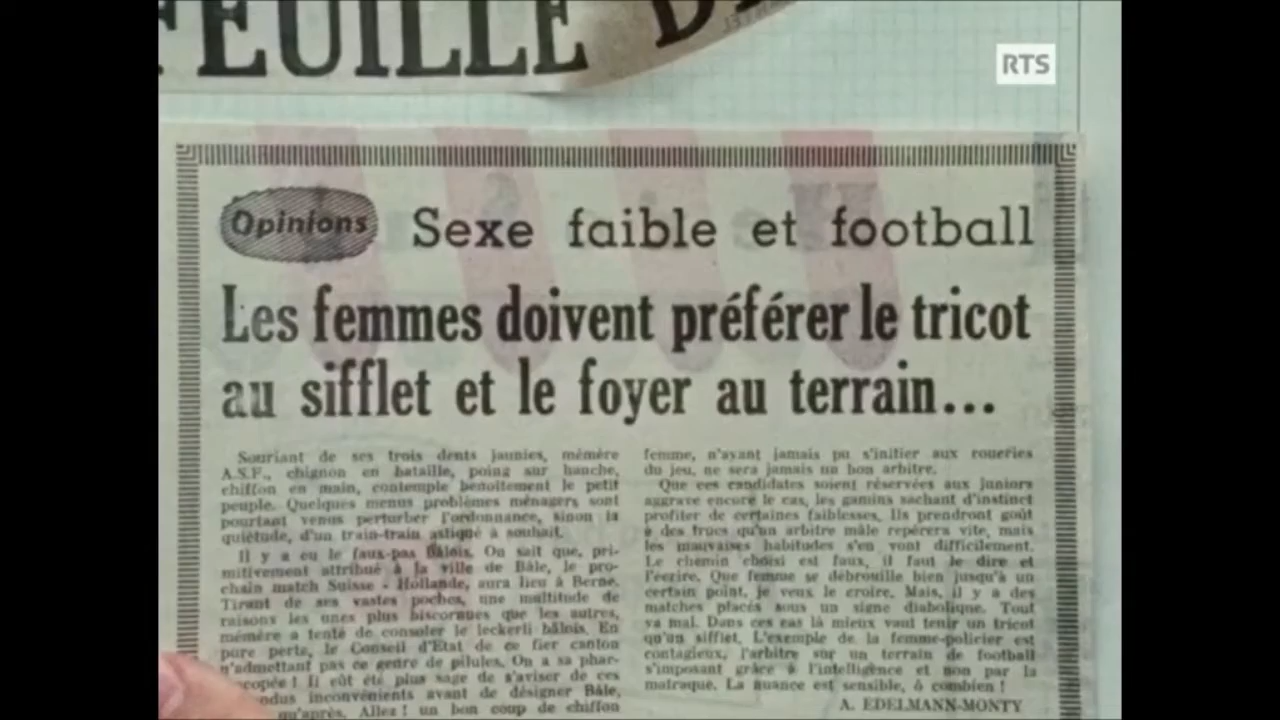 FEUILLE D
RTS
Opinions
Sexe faible et football
Les femmes doivent préférer le tricot
au sifflet et le foyer au terrain...
Souriant de ses trois dents jaunies, mémère
A.S.F., chignon en bataille, poing sur hanche,
chiffon en main, contemple benoîtement le petit
peuple. Quelques menus problèmes ménagers sont
pourtant venus perturber l'ordonnance, sinon la
quiétude, d'un train-train astiqué à souhait.
Il y a eu le faux-pas bâlois. On sait que, pri-
mitivement attribué à la ville de Bâle, le pro-
chain match Suisse - Hollande, aura lieu à Berne.
Tirant de ses vastes poches, une multitude de
raisons les unes plus biscornues que les autres,
mémère a tenté de consoler le leckerli bâlois. En
pure perte, le Conseil d'Etat de ce fier canton
n'admettant pas ce genre de pilules. On a sa phar-
copée ! Il eût été plus sage de s'aviser de ces
inconvénients avant de désigner Bâle,
qu'après. Allez ! un bon coup de chiffon
femme, n'ayant jamais pu s'initier aux roueries
du jeu, ne sera jamais un bon arbitre.
Que ces candidates soient réservées aux juniors
aggrave encore le cas, les gamins sachant d'instinct
profiter de certaines faiblesses. Ils prendront goût
à des trucs qu'un arbitre mâle repérera vite, mais
les mauvaises habitudes s'en vont difficilement.
Le chemin choisi est faux, il faut le dire et
l'écrire. Que femme se débrouille bien jusqu'à un
certain point, je veux le croire. Mais, il y a des
matches placés sous un signe diabolique. Tout
va mal. Dans ces cas là mieux vaut tenir un tricot
qu'un sifflet. L'exemple de la femme-policier est
contagieux, l'arbitre sur un terrain de football
s'imposant grâce à l'intelligence et non par la
matraque. La nuance est sensible, ô combien !
A. EDELMANN-MONTY